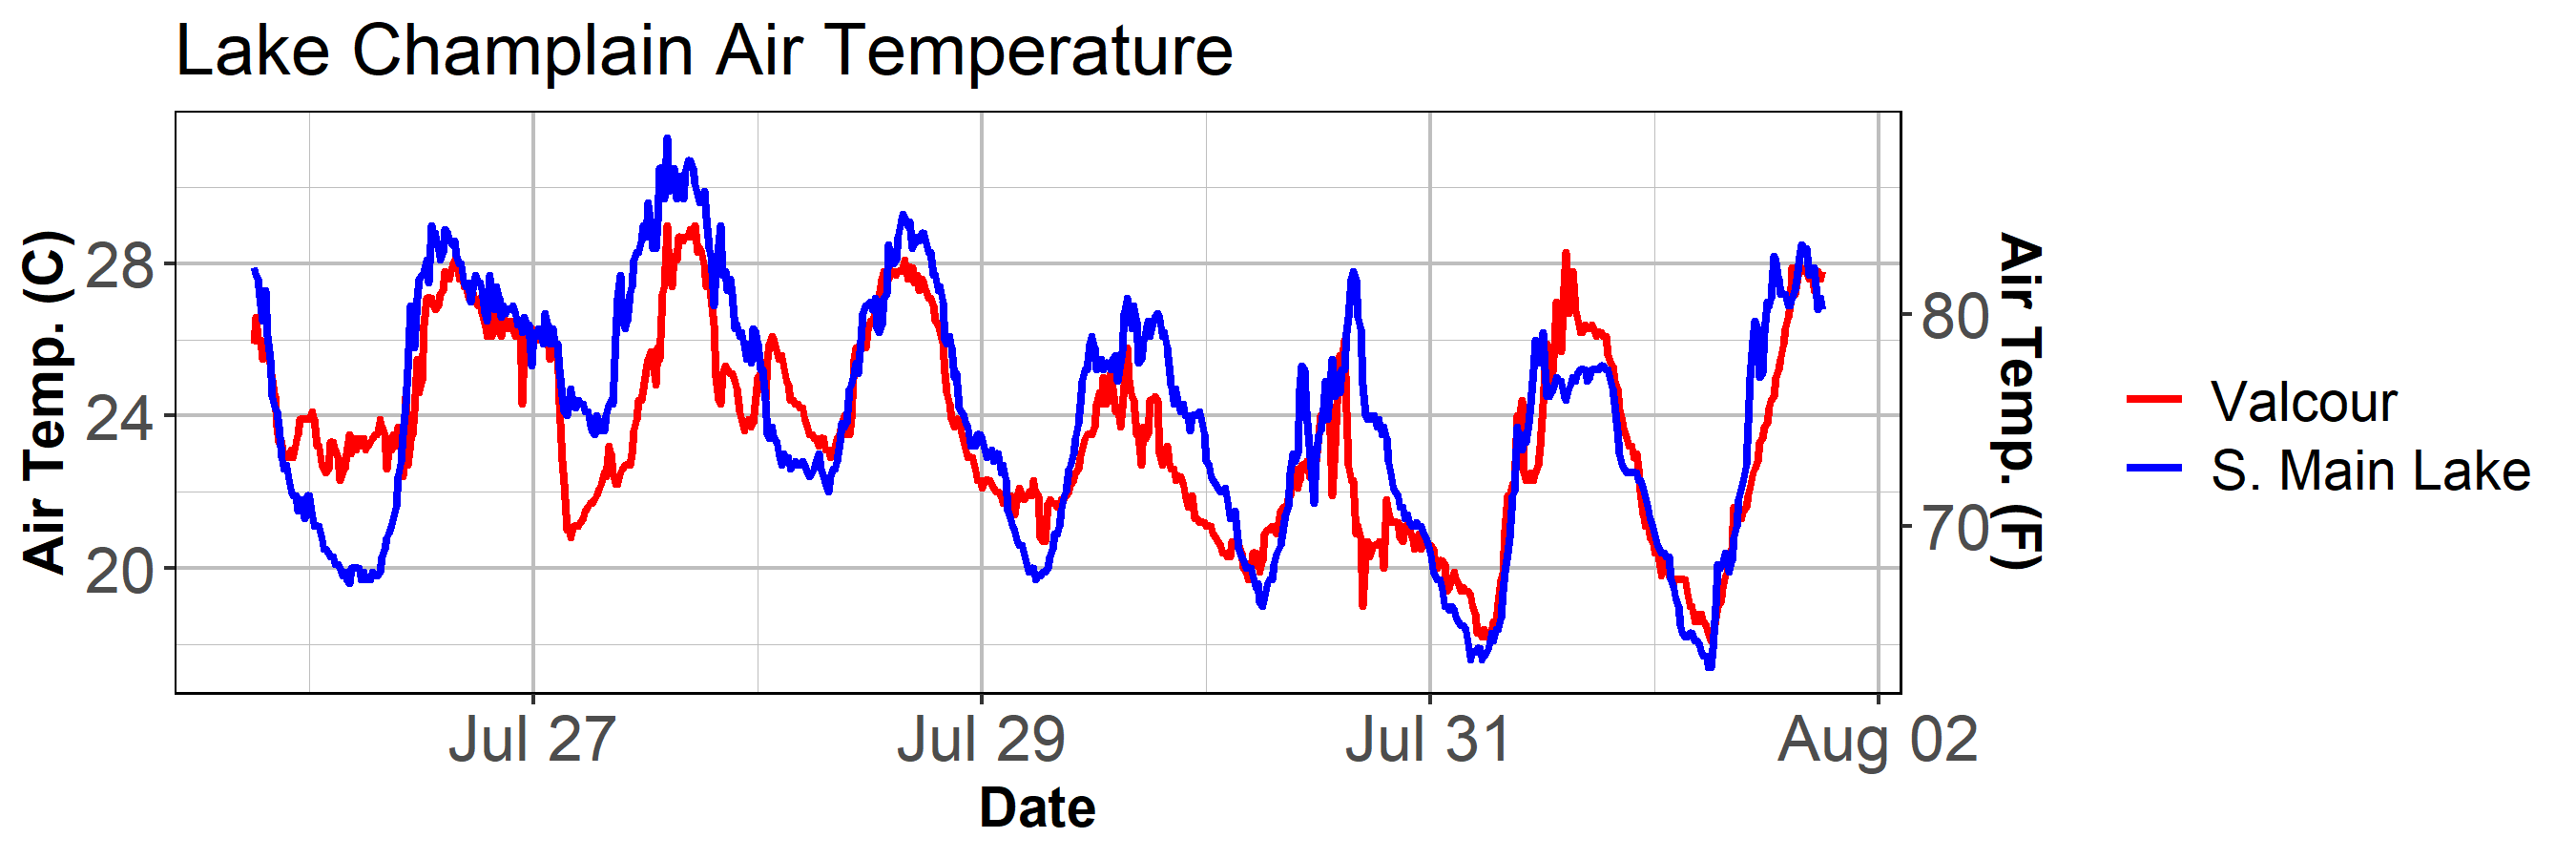 Lake Champlain Air Temperature
Air Temp. (C)
28
24
20
80
70
Air Temp. (F)
Jul 27
Jul 29
Jul 31
Aug 02
Date
Valcour
S. Main Lake